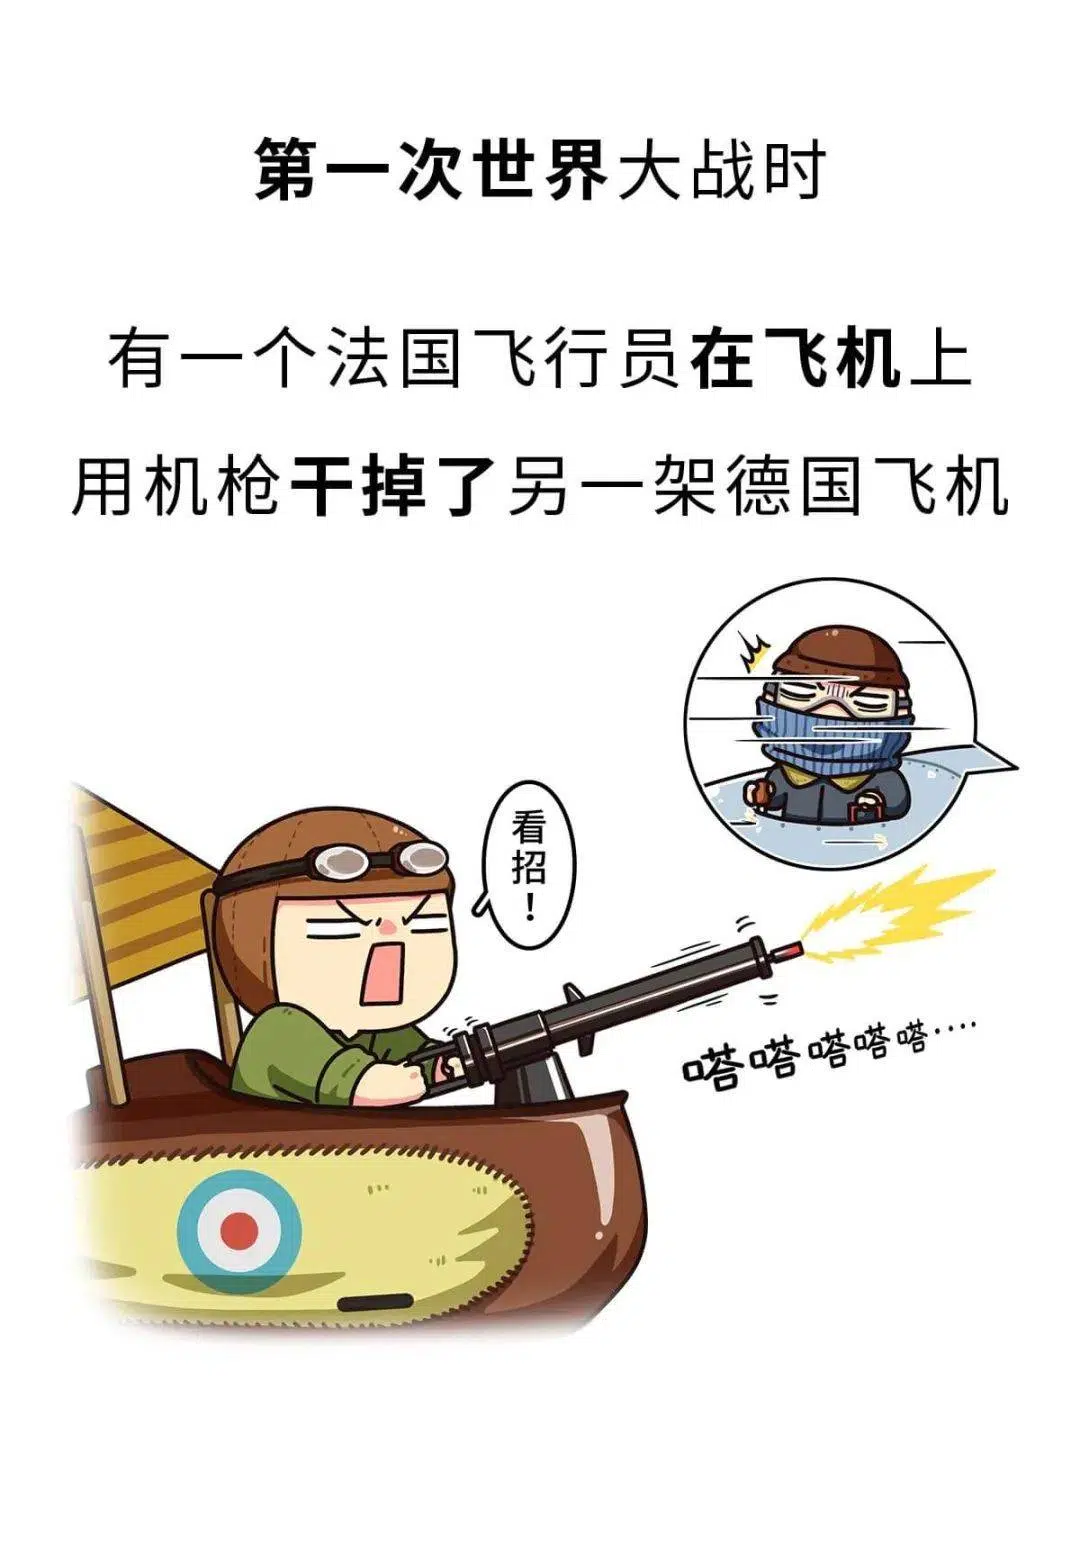 第一次世界大战时
有一个法国飞行员在飞机上
用机枪干掉了另一架德国飞机
看
招
！
嗒嗒嗒嗒嗒····